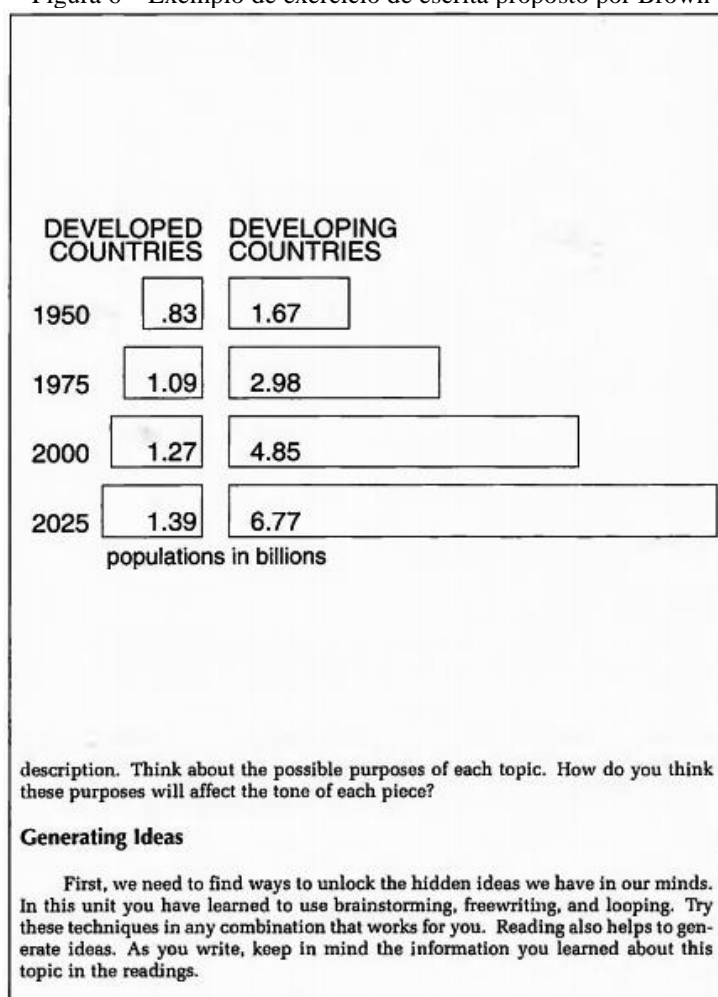 Figura 6 – Exemplo de exercício de escrita proposto por Brown
DEVELOPED DEVELOPING
COUNTRIES COUNTRIES
1950 .83 1.67
1975 1.09 2.98
2000 1.27 4.85
2025 1.39 6.77
populations in billions
description. Think about the possible purposes of each topic. How do you think
these purposes will affect the tone of each piece?
Generating Ideas
First, we need to find ways to unlock the hidden ideas we have in our minds.
In this unit you have learned to use brainstorming, freewriting, and looping. Try
these techniques in any combination that works for you. Reading also helps to gen-
erate ideas. As you write, keep in mind the information you learned about this
topic in the readings.